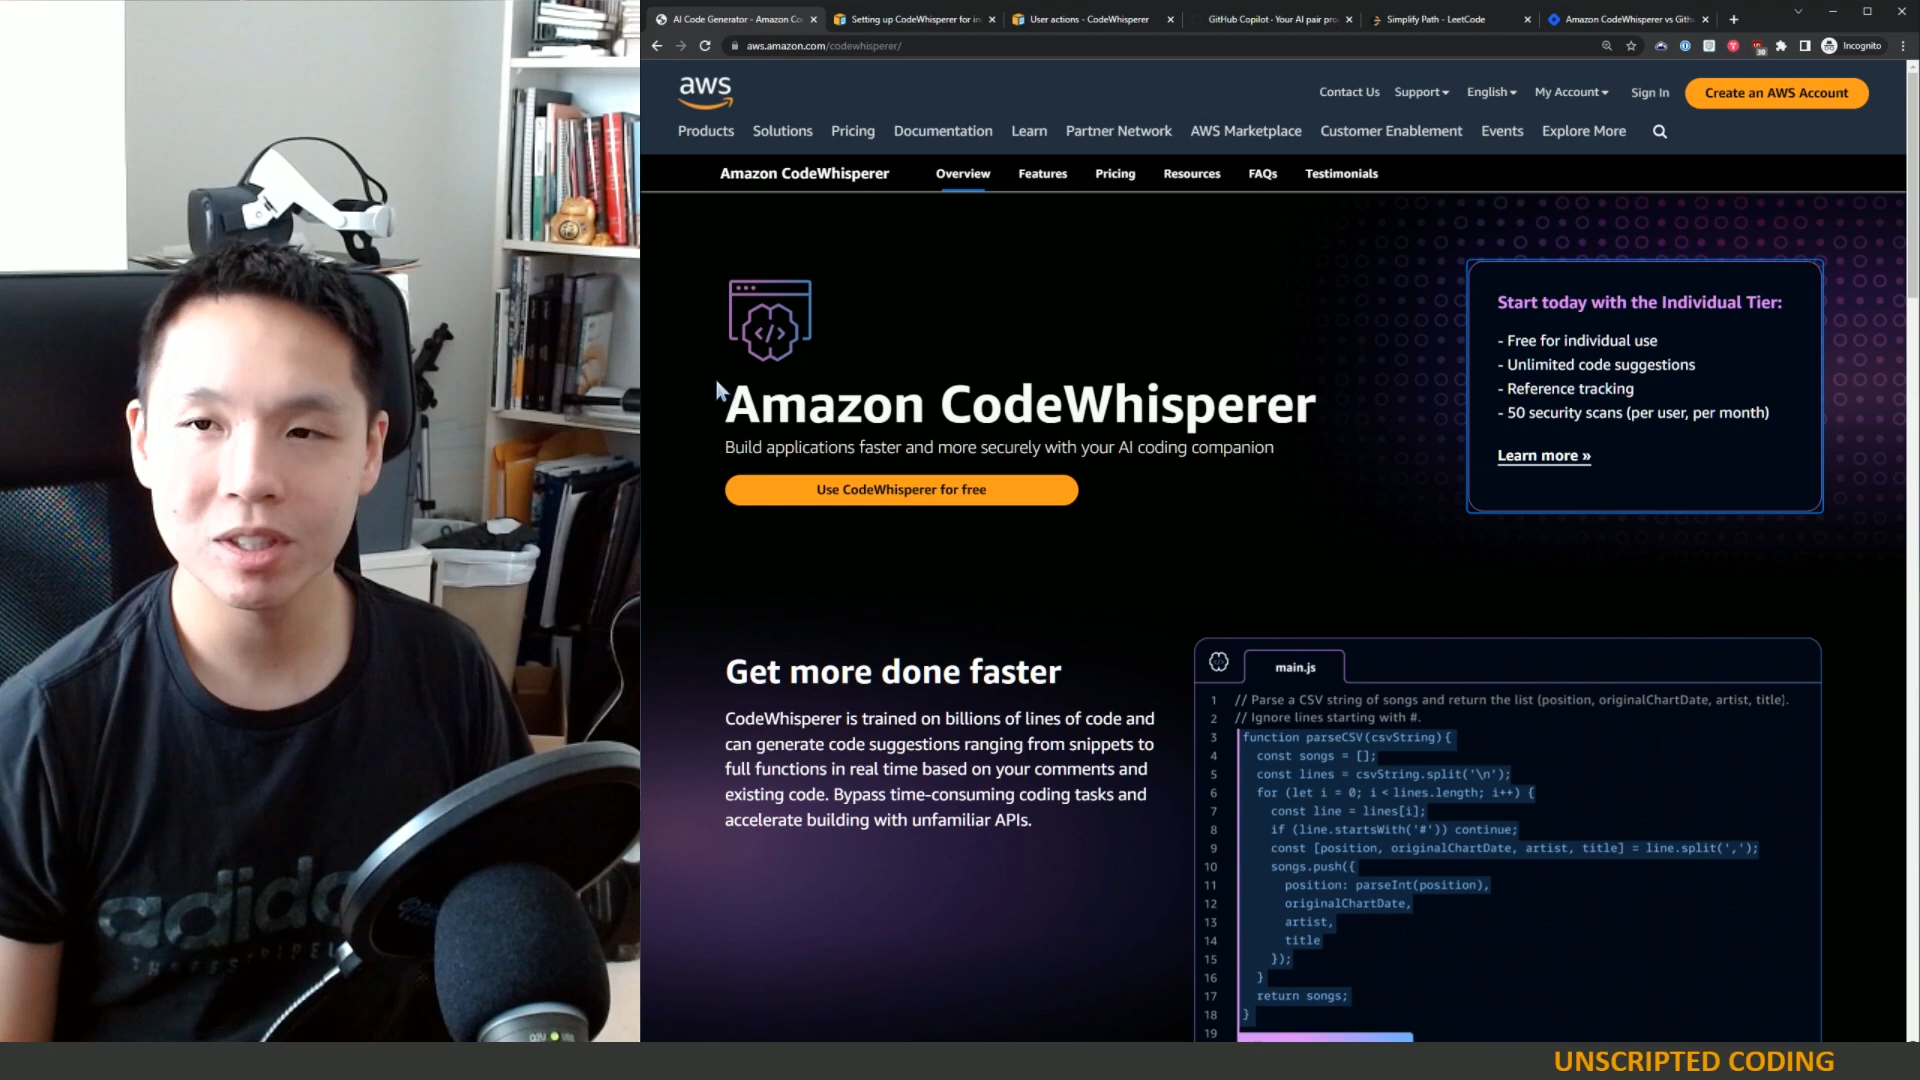 AI Code Generator - Amazon Co
Setting up CodeWhisperer for in
User actions - CodeWhisperer
GitHub Copilot · Your AI pair pro
Simplify Path - LeetCode
Amazon CodeWhisperer vs Gith
aws.amazon.com/codewhisperer/
30
Incognito
aws
Contact Us
Support
English
My Account
Sign In
Create an AWS Account
Products
Solutions
Pricing
Documentation
Learn
Partner Network
AWS Marketplace
Customer Enablement
Events
Explore More
Amazon CodeWhisperer
Overview
Features
Pricing
Resources
FAQs
Testimonials
</>
Amazon CodeWhisperer
Build applications faster and more securely with your AI coding companion
Use CodeWhisperer for free
Start today with the Individual Tier:
- Free for individual use
- Unlimited code suggestions
- Reference tracking
- 50 security scans (per user, per month)
Learn more »
Get more done faster
CodeWhisperer is trained on billions of lines of code and
can generate code suggestions ranging from snippets to
full functions in real time based on your comments and
existing code. Bypass time-consuming coding tasks and
accelerate building with unfamiliar APIs.
main.js
1 // Parse a CSV string of songs and return the list (position, originalChartDate, artist, title).
2 // Ignore lines starting with #.
3 function parseCSV(csvString){
4 const songs = [];
5 const lines = csvString.split('\n');
6 for (let i = 0; i < lines.length; i++) {
7 const line = lines[i];
8 if (line.startsWith('#')) continue;
9 const [position, originalChartDate, artist, title] = line.split(',');
10 songs.push({
11 position: parseInt(position),
12 originalChartDate,
13 artist,
14 title
15 });
16 }
17 return songs;
18 }
19
adidas
UNSCRIPTED CODING